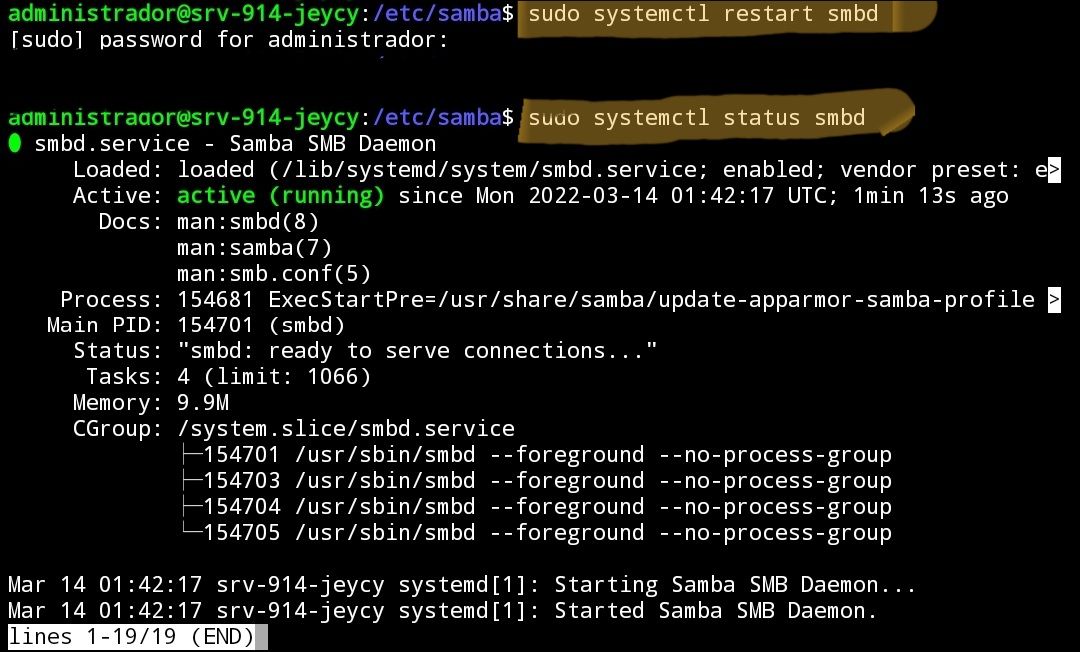 administrador@srv-914-jeycy:/etc/samba$ sudo systemctl restart smbd
[sudo] password for administrador:
administrador@srv-914-jeycy:/etc/samba$ sudo systemctl status smbd
● smbd.service - Samba SMB Daemon
Loaded: loaded (/lib/systemd/system/smbd.service; enabled; vendor preset: e>
Active: active (running) since Mon 2022-03-14 01:42:17 UTC; 1min 13s ago
Docs: man:smbd(8)
man:samba(7)
man:smb.conf(5)
Process: 154681 ExecStartPre=/usr/share/samba/update-apparmor-samba-profile >
Main PID: 154701 (smbd)
Status: "smbd: ready to serve connections..."
Tasks: 4 (limit: 1066)
Memory: 9.9M
CGroup: /system.slice/smbd.service
├─154701 /usr/sbin/smbd --foreground --no-process-group
├─154703 /usr/sbin/smbd --foreground --no-process-group
├─154704 /usr/sbin/smbd --foreground --no-process-group
└─154705 /usr/sbin/smbd --foreground --no-process-group
Mar 14 01:42:17 srv-914-jeycy systemd[1]: Starting Samba SMB Daemon...
Mar 14 01:42:17 srv-914-jeycy systemd[1]: Started Samba SMB Daemon.
lines 1-19/19 (END)